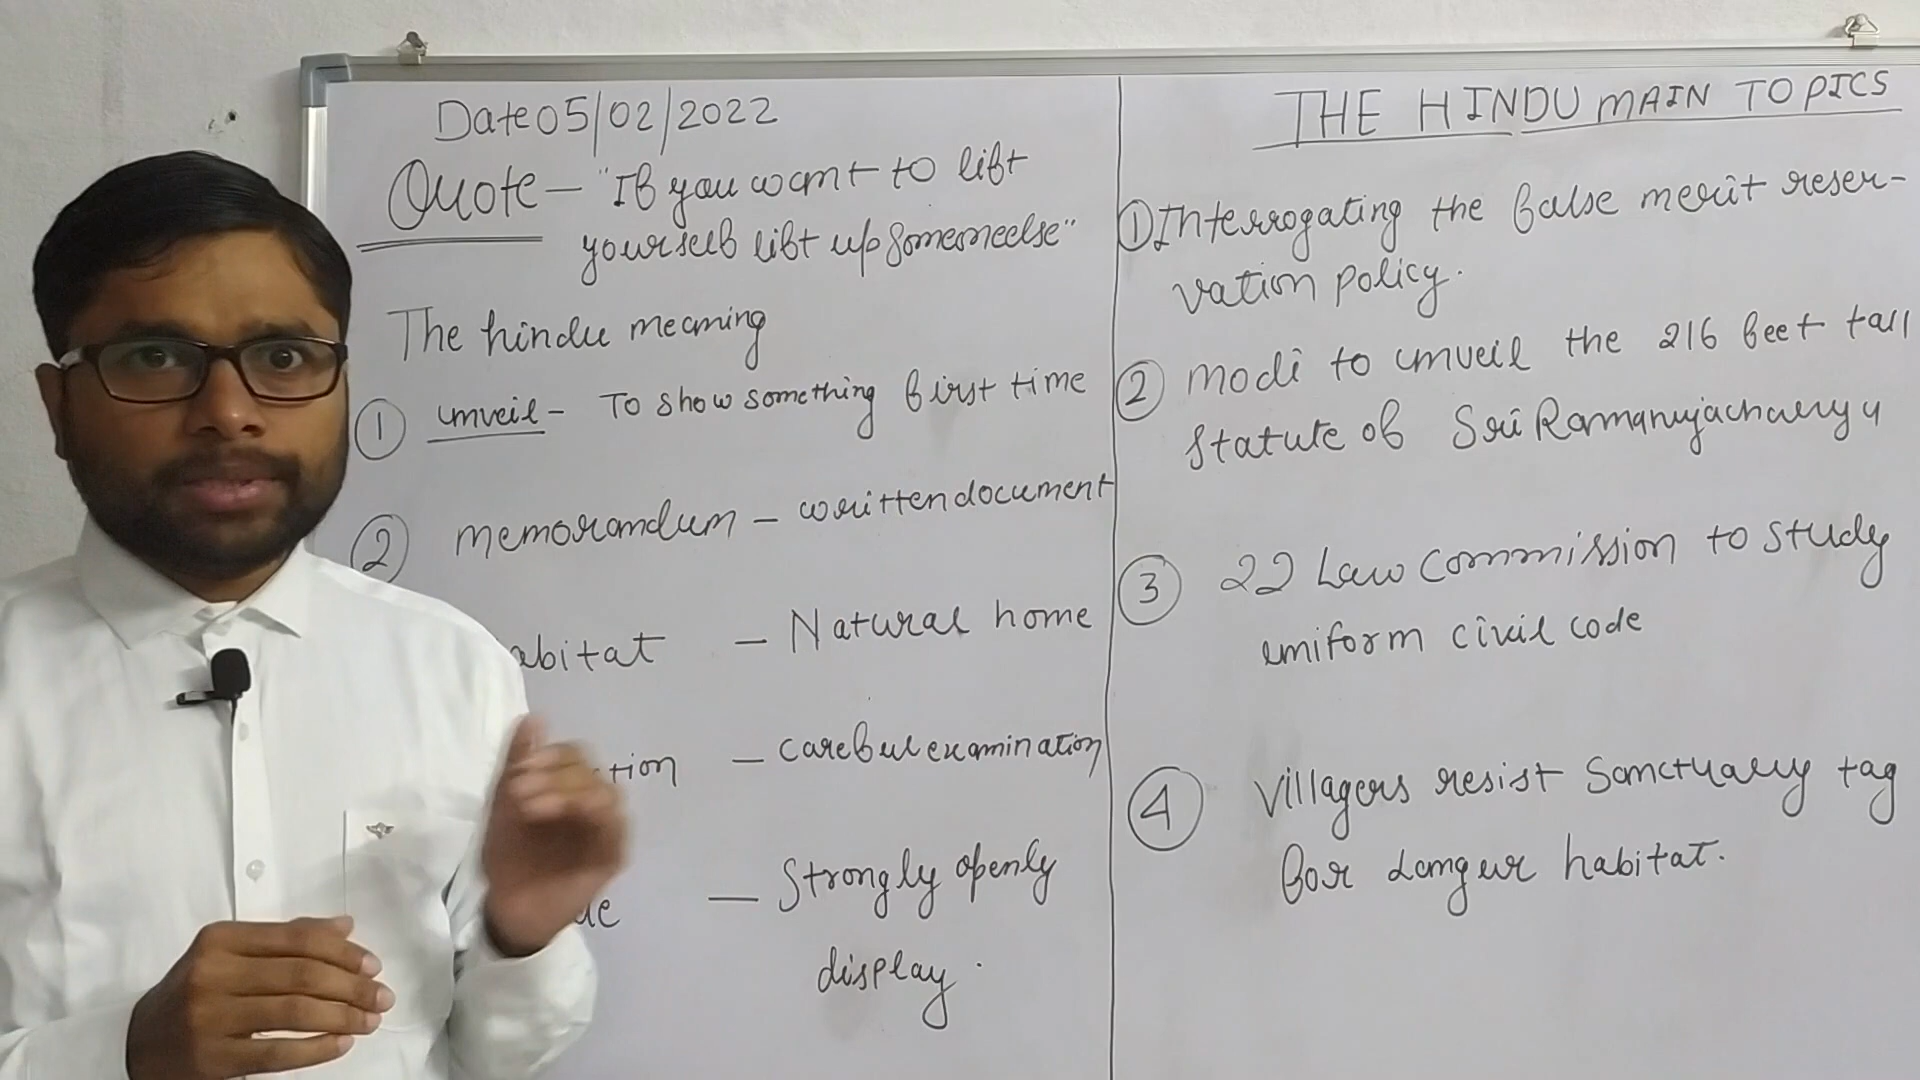 Date 05/02/2022
Quote - "If you want to lift
yourself lift up someoneelse"
The hindu meaning
① unveil - To show something first time
② memorandum - written document
abitat - Natural home
tion - careful examination
ue - Strongly openly
display.
THE HINDU MAIN TOPICS
① Interrogating the false merit reser-
vation policy.
② modi to unveil the 216 feet tall
statute of Sri Ramanujacharya
③ 22 Law Commission to study
uniform civil code
④ Villagers resist Sanctuary tag
for Langur habitat.